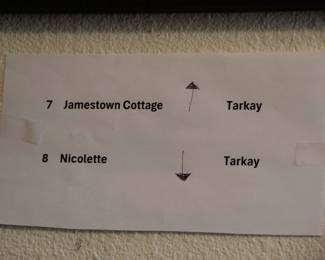 7 Jamestown Cottage ↑ Tarkay
8 Nicolette ↓ Tarkay